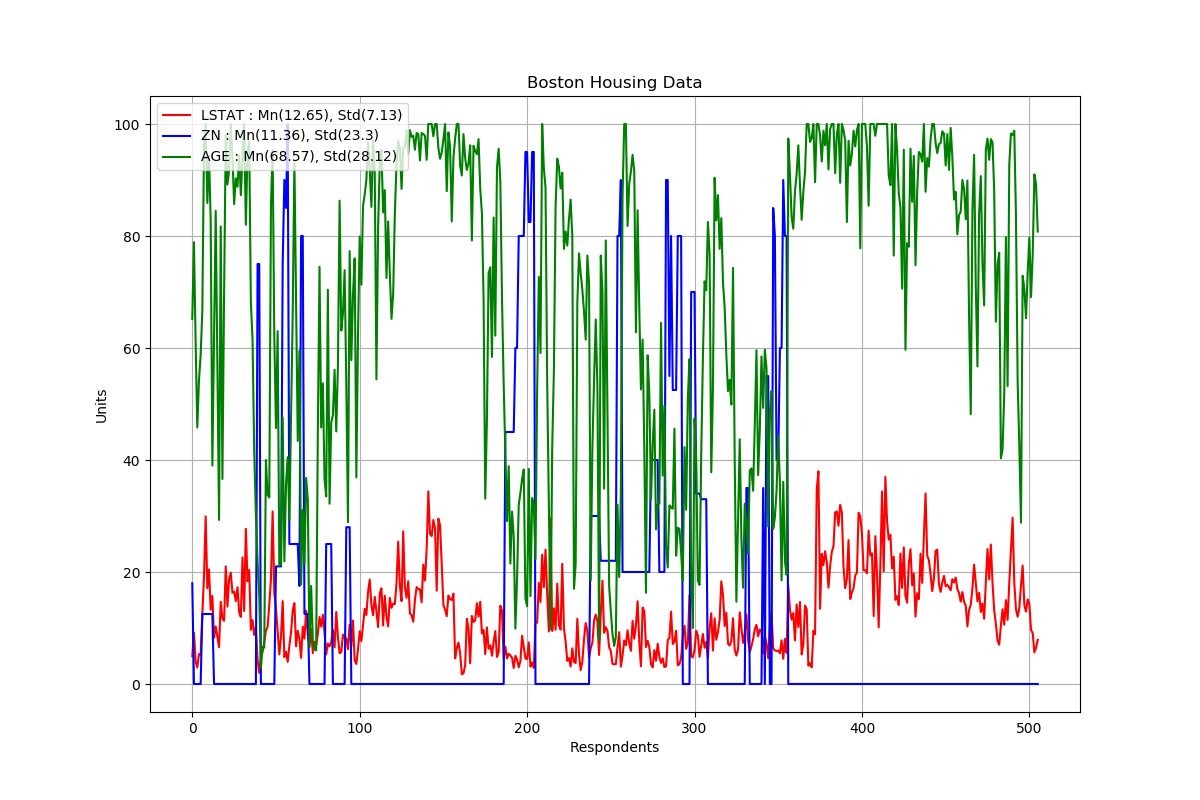 Boston Housing Data
LSTAT : Mn(12.65), Std(7.13)
ZN : Mn(11.36), Std(23.3)
AGE : Mn(68.57), Std(28.12)
100
80
60
40
20
0
Units
0 100 200 300 400 500
Respondents